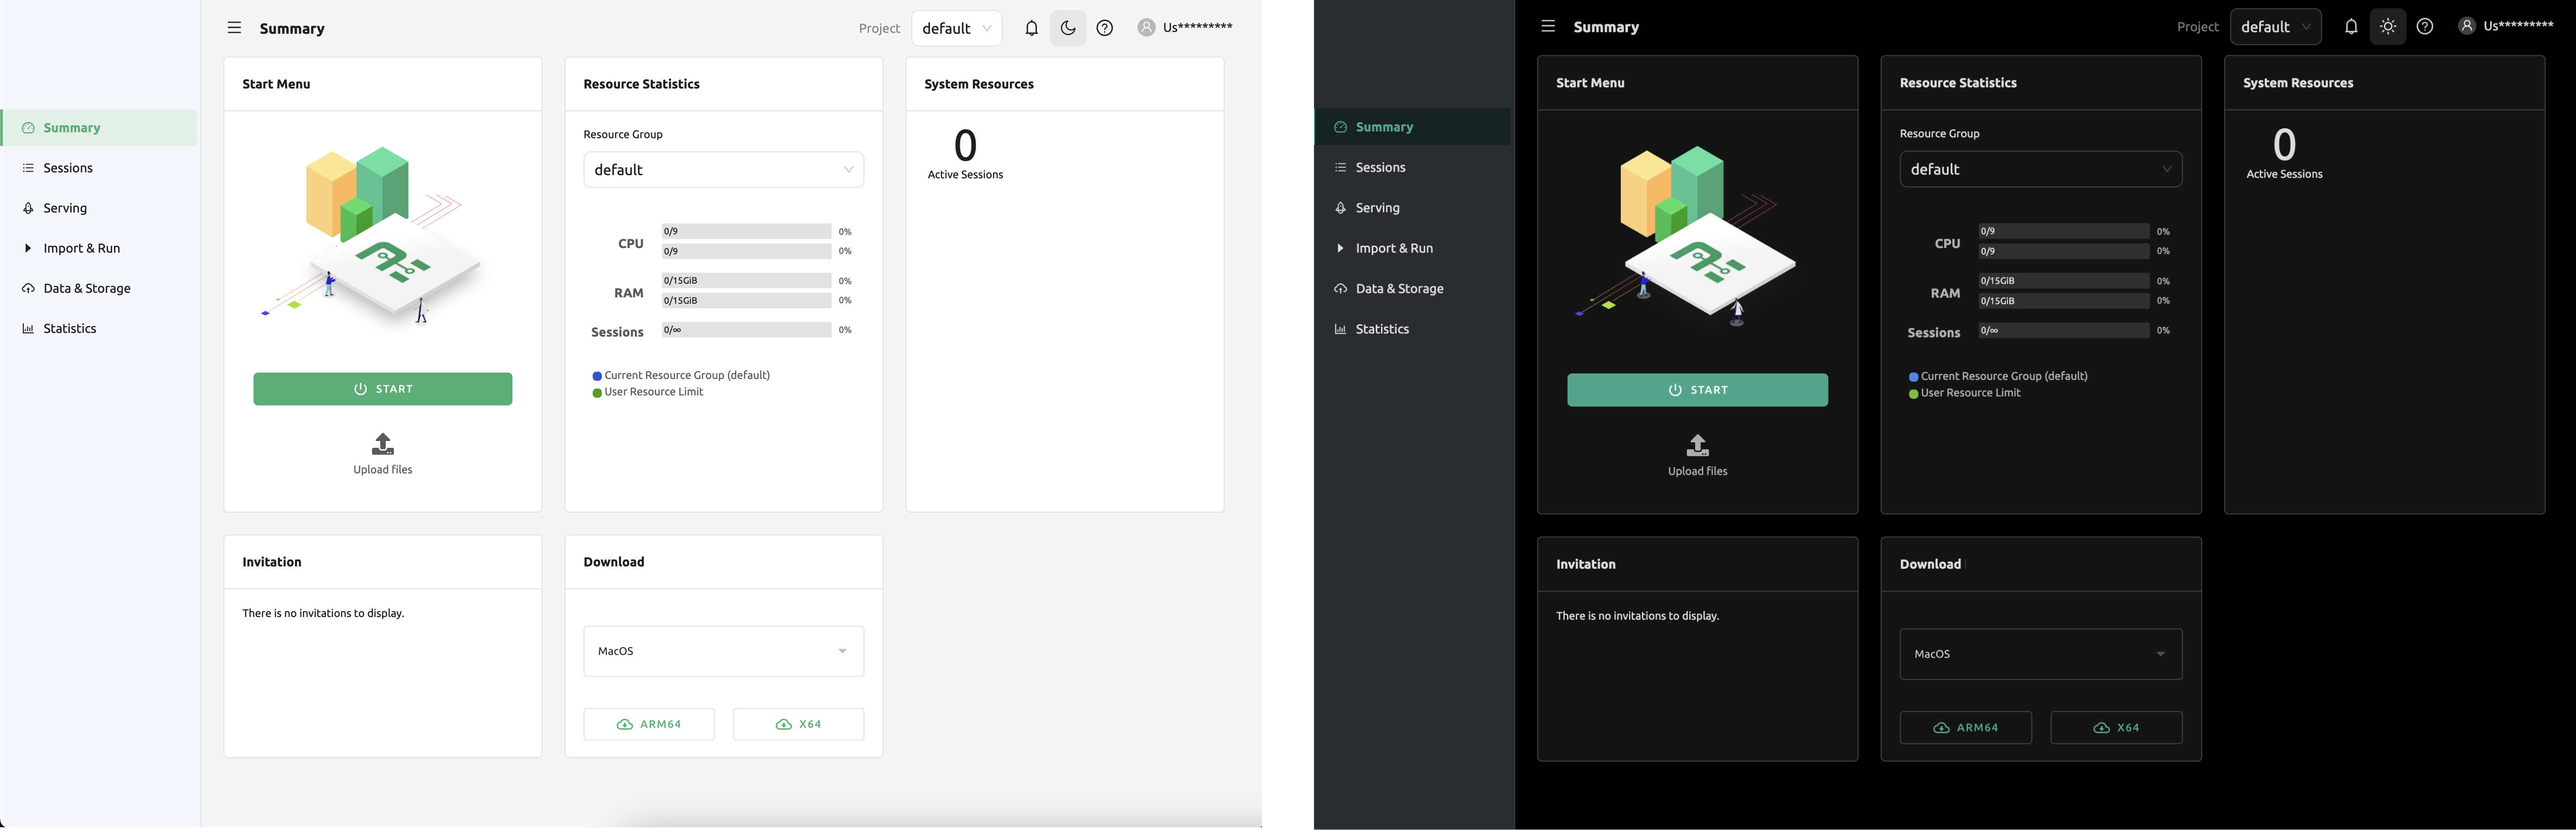 Summary
Project
default
Us*********
Summary
Sessions
Serving
Import & Run
Data & Storage
Statistics
Start Menu
START
Upload files
Resource Statistics
Resource Group
default
CPU
0/9
0%
0/9
0%
RAM
0/15GiB
0%
0/15GiB
0%
Sessions
0/∞
0%
Current Resource Group (default)
User Resource Limit
System Resources
0
Active Sessions
Invitation
There is no invitations to display.
Download
MacOS
ARM64
X64
Summary
Project
default
Us*********
Summary
Sessions
Serving
Import & Run
Data & Storage
Statistics
Start Menu
START
Upload files
Resource Statistics
Resource Group
default
CPU
0/9
0%
0/9
0%
RAM
0/15GiB
0%
0/15GiB
0%
Sessions
0/∞
0%
Current Resource Group (default)
User Resource Limit
System Resources
0
Active Sessions
Invitation
There is no invitations to display.
Download
MacOS
ARM64
X64